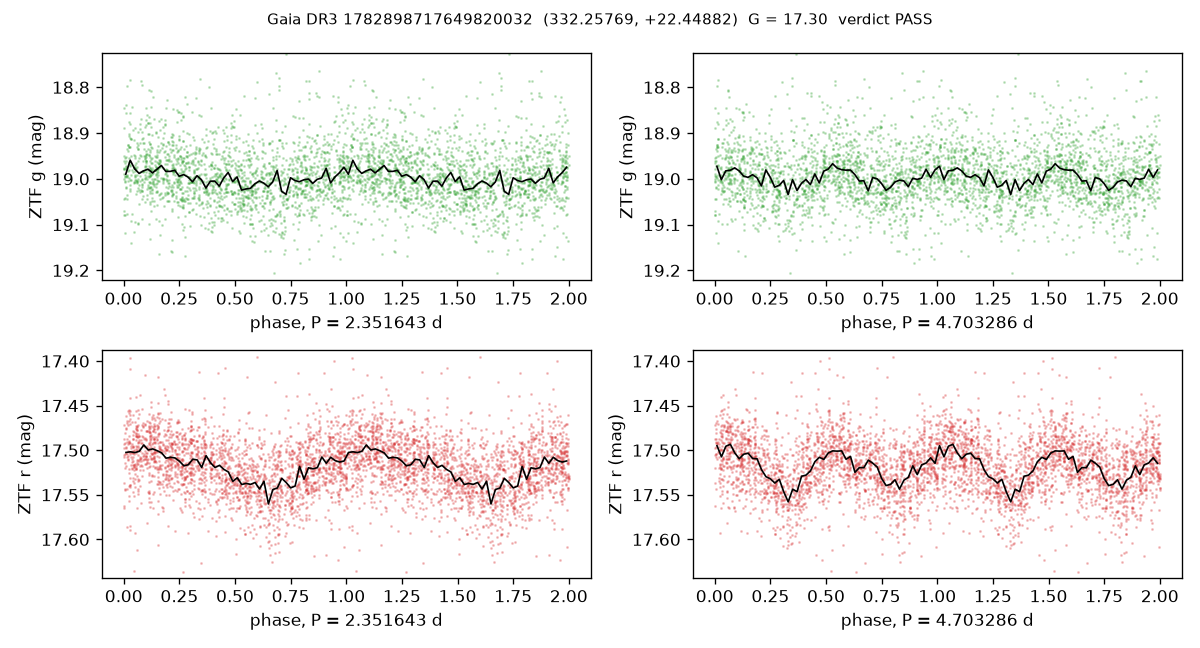 Gaia DR3 1782898717649820032 (332.25769, +22.44882) G = 17.30 verdict PASS
ZTF g (mag)
18.8
18.9
19.0
19.1
19.2
0.00 0.25 0.50 0.75 1.00 1.25 1.50 1.75 2.00
phase, P = 2.351643 d
ZTF g (mag)
18.8
18.9
19.0
19.1
19.2
0.00 0.25 0.50 0.75 1.00 1.25 1.50 1.75 2.00
phase, P = 4.703286 d
ZTF r (mag)
17.40
17.45
17.50
17.55
17.60
0.00 0.25 0.50 0.75 1.00 1.25 1.50 1.75 2.00
phase, P = 2.351643 d
ZTF r (mag)
17.40
17.45
17.50
17.55
17.60
0.00 0.25 0.50 0.75 1.00 1.25 1.50 1.75 2.00
phase, P = 4.703286 d